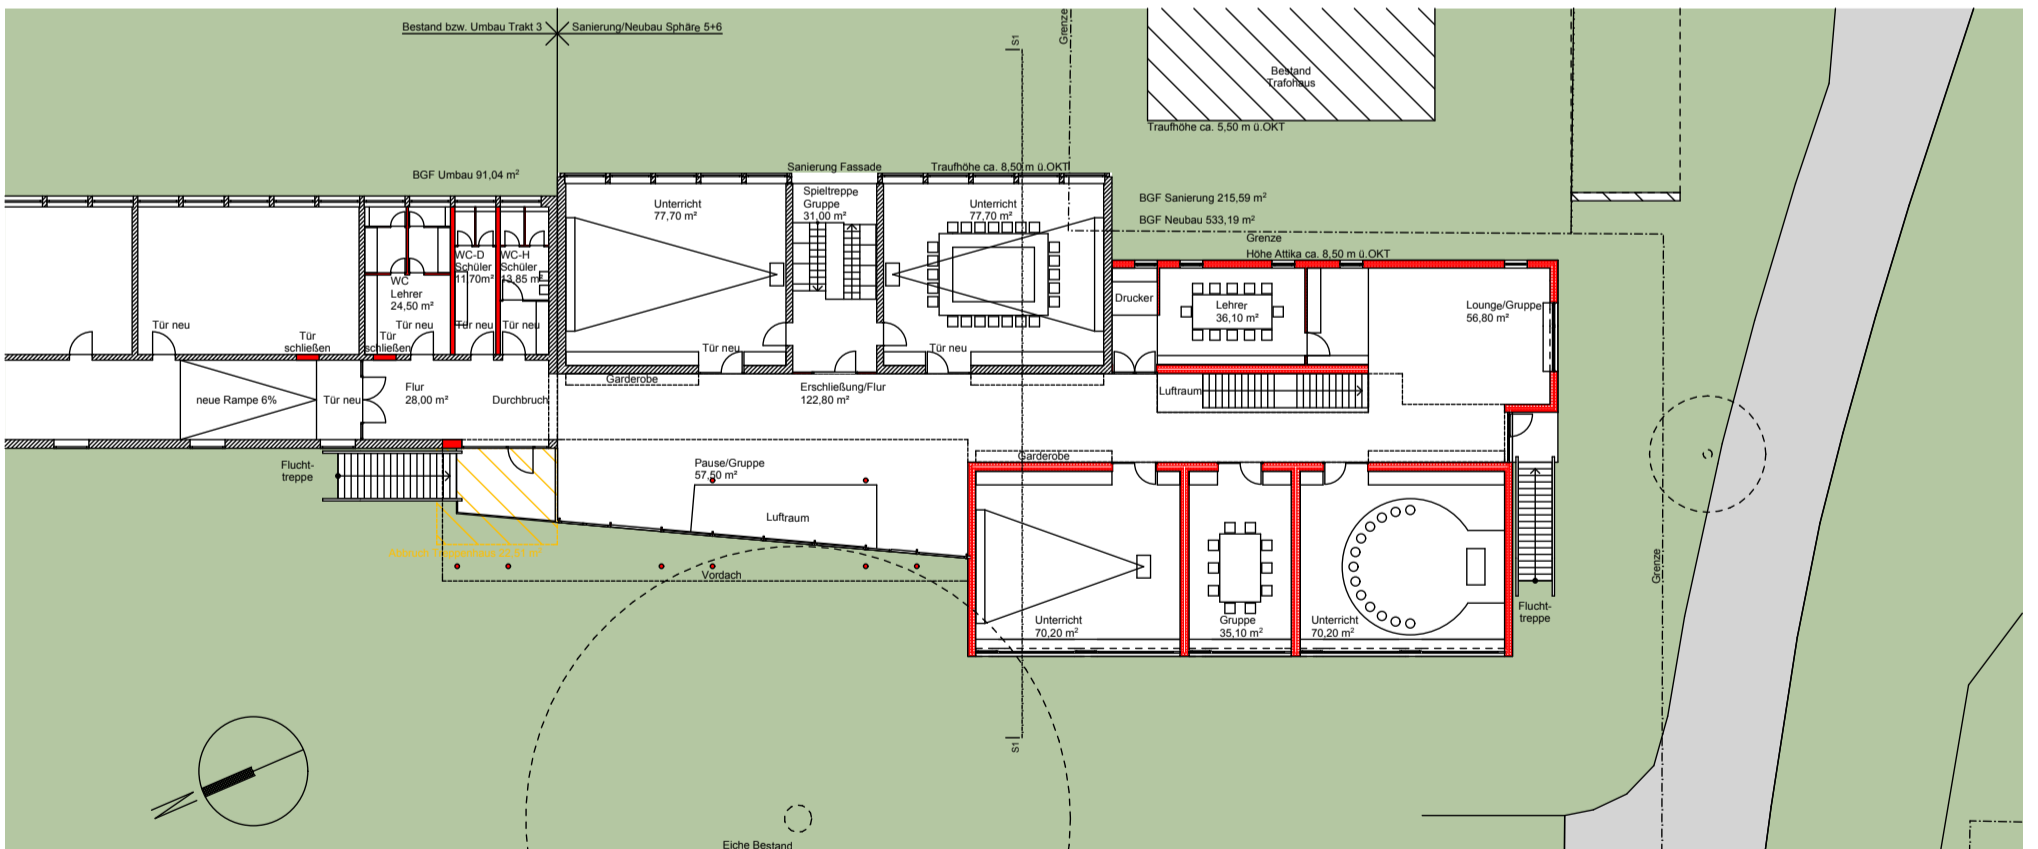 Bestand bzw. Umbau Trakt 3
Sanierung/Neubau Sphäre 5+6
S1
Grenze
Bestand
Trafohaus
Traufhöhe ca. 5,50 m ü.OKT
BGF Umbau 91,04 m²
Sanierung Fassade
Traufhöhe ca. 8,50 m ü.OKT
BGF Sanierung 215,59 m²
BGF Neubau 533,19 m²
Grenze
Höhe Attika ca. 8,50 m ü.OKT
Unterricht
77,70 m²
Spieltreppe
Gruppe
31,00 m²
Unterricht
77,70 m²
WC
Lehrer
24,50 m²
WC-D
Schüler
11,70m²
WC-H
Schüler
13,85 m²
Drucker
Lehrer
36,10 m²
Lounge/Gruppe
56,80 m²
Tür neu
Tür
schließen
Tür
schließen
Tür neu
Tür neu
Tür neu
Tür neu
Tür neu
Garderobe
neue Rampe 6%
Tür neu
Flur
28,00 m²
Durchbruch
Erschließung/Flur
122,80 m²
Luftraum
Garderobe
Flucht-
treppe
Pause/Gruppe
57,50 m²
Luftraum
Vordach
Unterricht
70,20 m²
Gruppe
35,10 m²
Unterricht
70,20 m²
Flucht-
treppe
Grenze
S1
Eiche Bestand